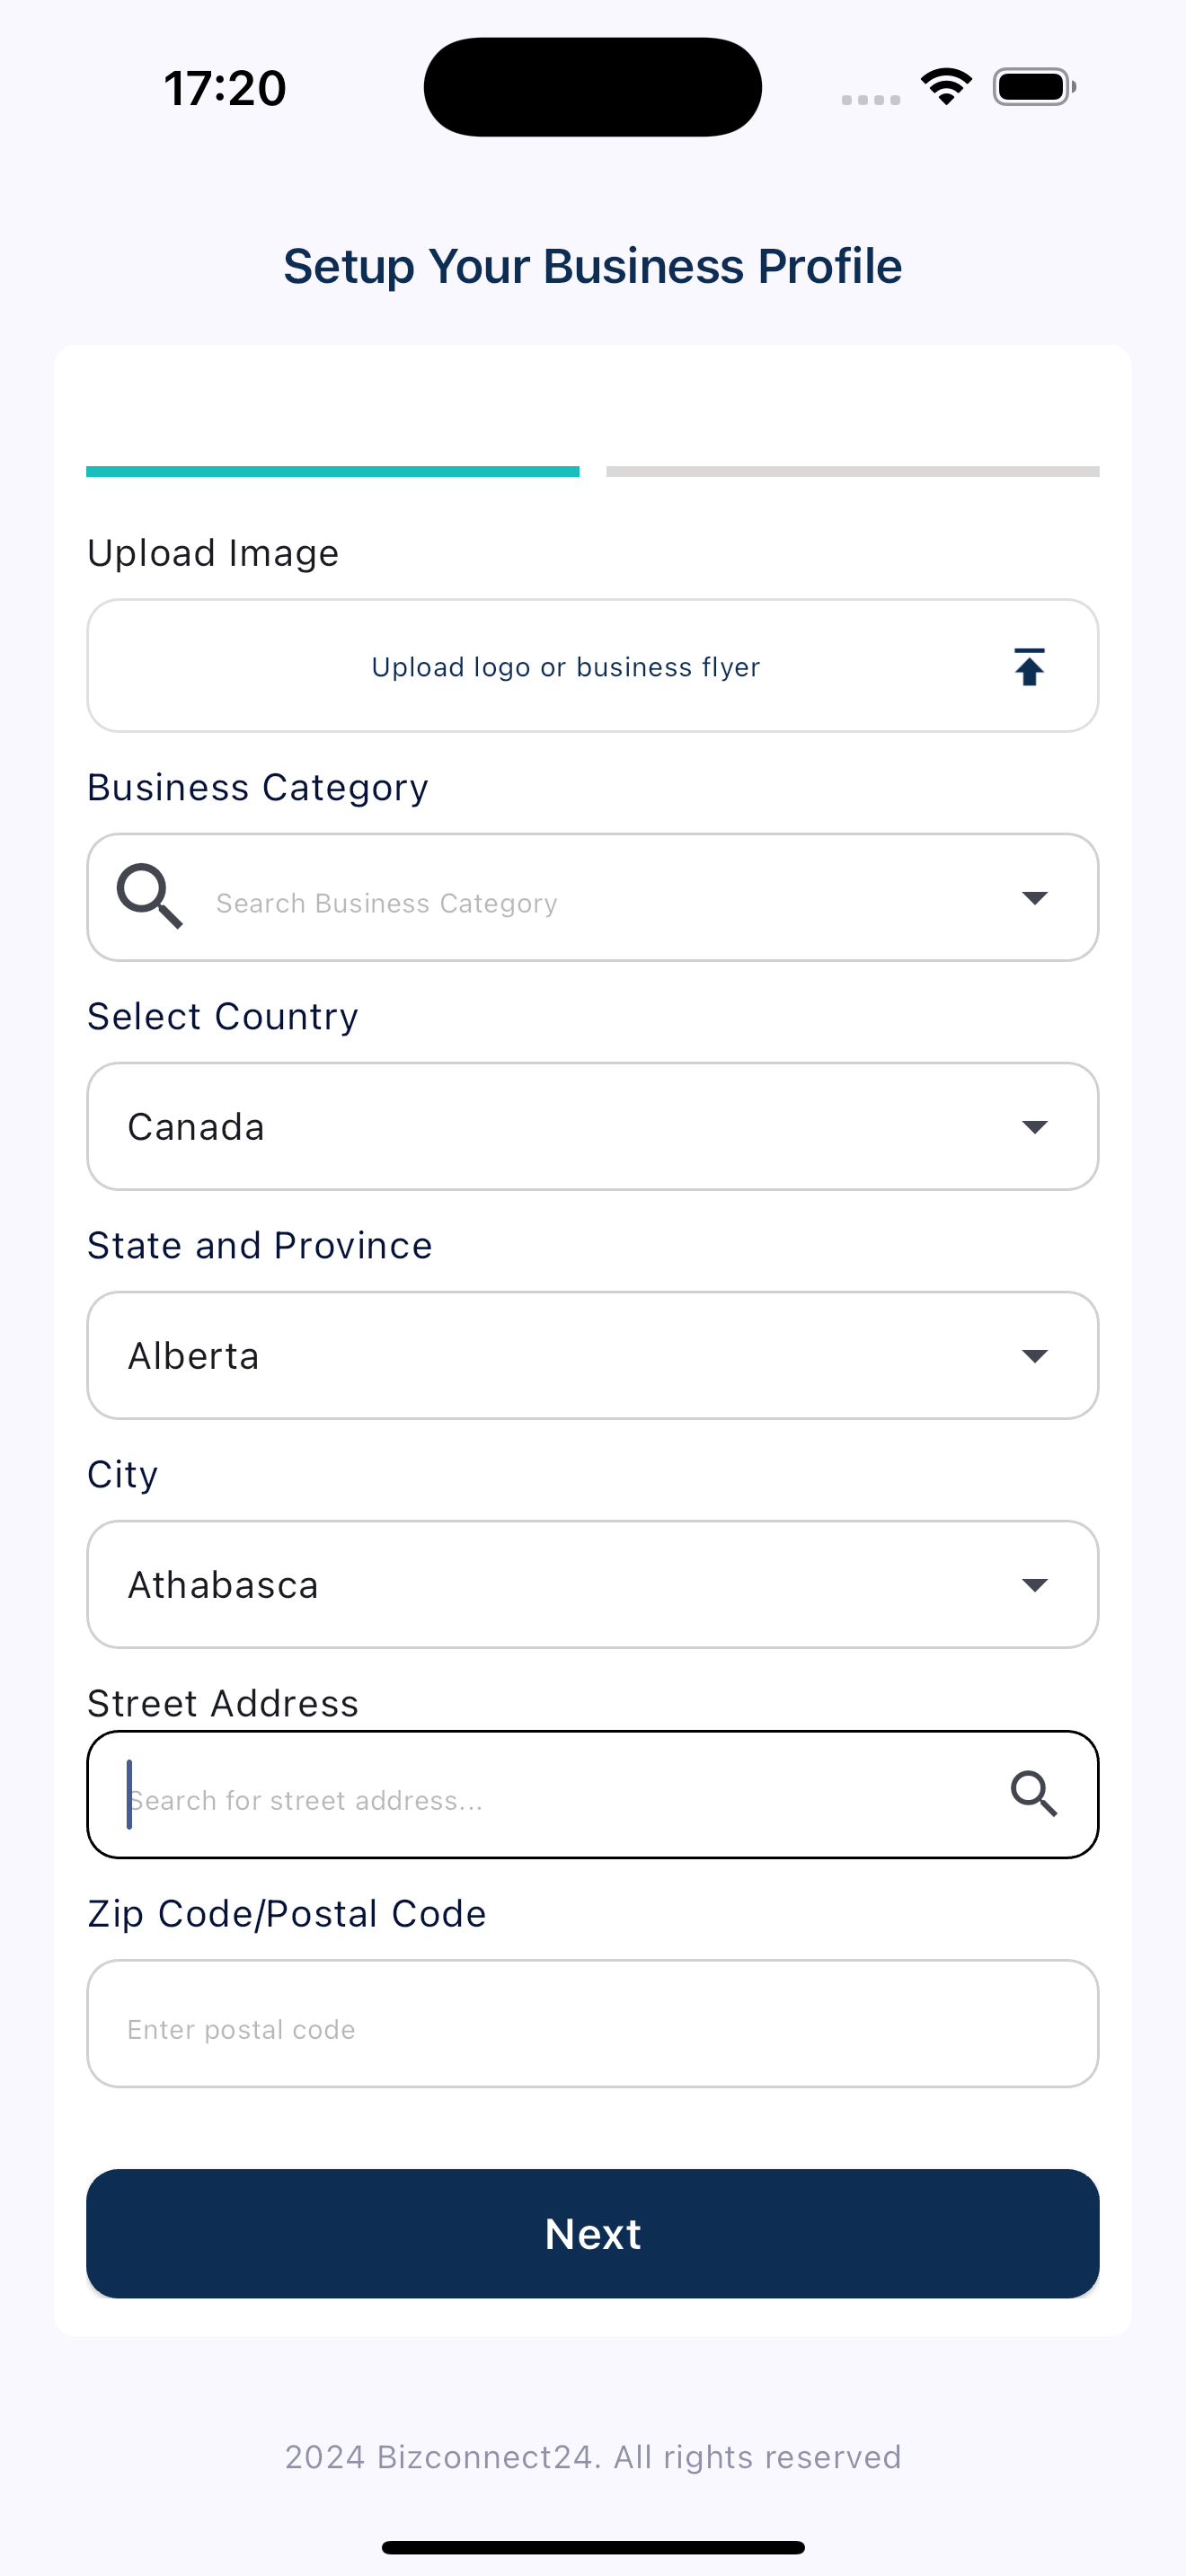 17:20
Setup Your Business Profile
Upload Image
Upload logo or business flyer
Business Category
Search Business Category
Select Country
Canada
State and Province
Alberta
City
Athabasca
Street Address
Search for street address...
Zip Code/Postal Code
Enter postal code
Next
2024 Bizconnect24. All rights reserved